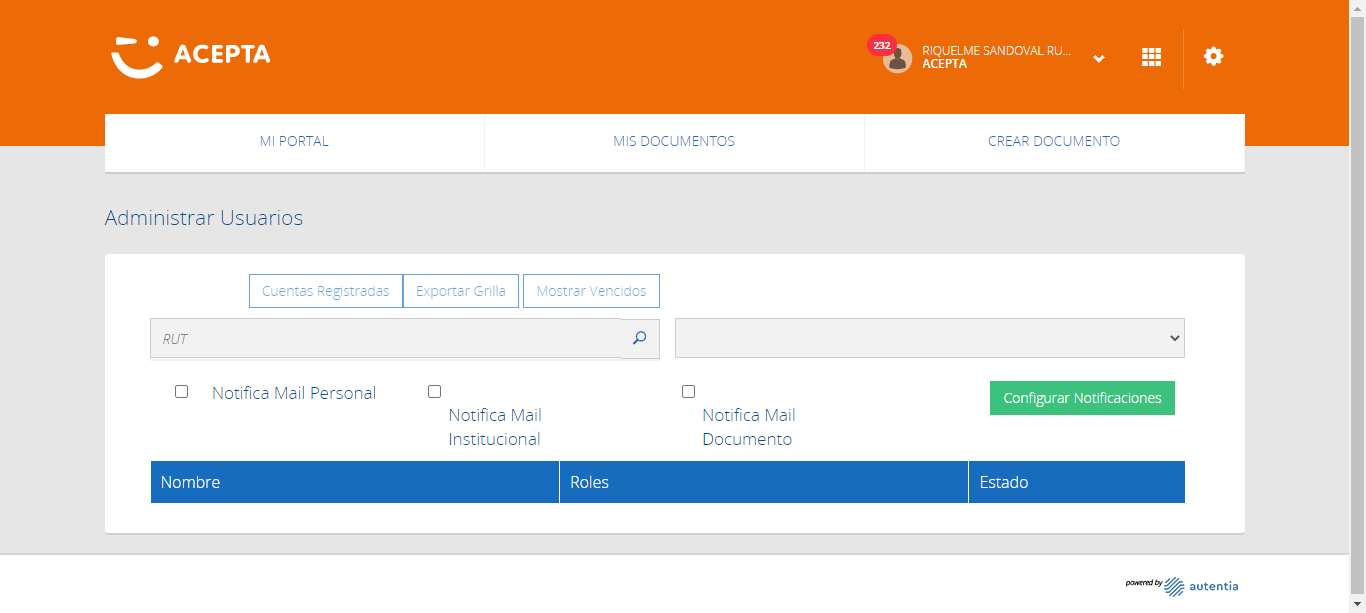 ACEPTA
232
RIQUELME SANDOVAL RU...
ACEPTA
MI PORTAL
MIS DOCUMENTOS
CREAR DOCUMENTO
Administrar Usuarios
Cuentas Registradas
Exportar Grilla
Mostrar Vencidos
RUT
Notifica Mail Personal
Notifica Mail
Institucional
Notifica Mail
Documento
Configurar Notificaciones
Nombre
Roles
Estado
powered by
autentia